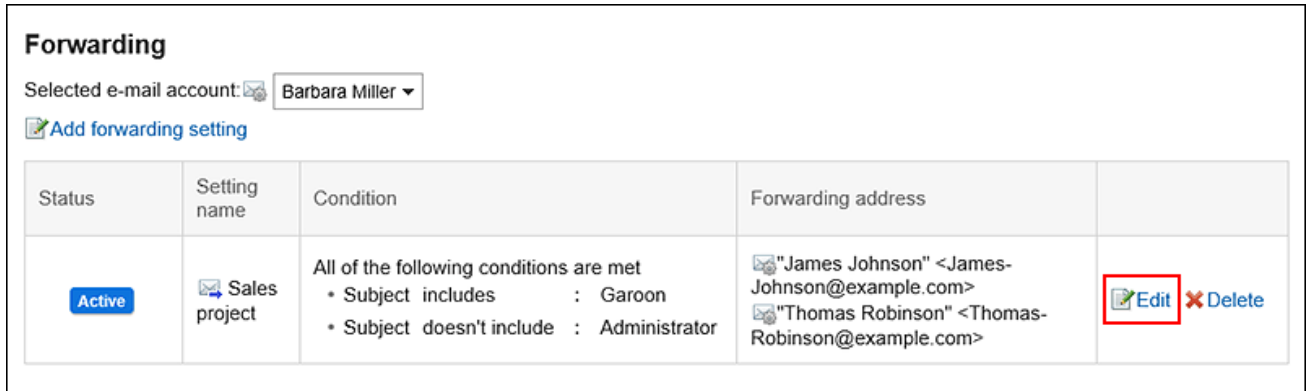 Forwarding
Selected e-mail account: Barbara Miller
Add forwarding setting
Status
Setting
name
Condition
Forwarding address
Active
Sales
project
All of the following conditions are met
• Subject includes : Garoon
• Subject doesn't include : Administrator
"James Johnson" <James-
Johnson@example.com>
"Thomas Robinson" <Thomas-
Robinson@example.com>
Edit Delete